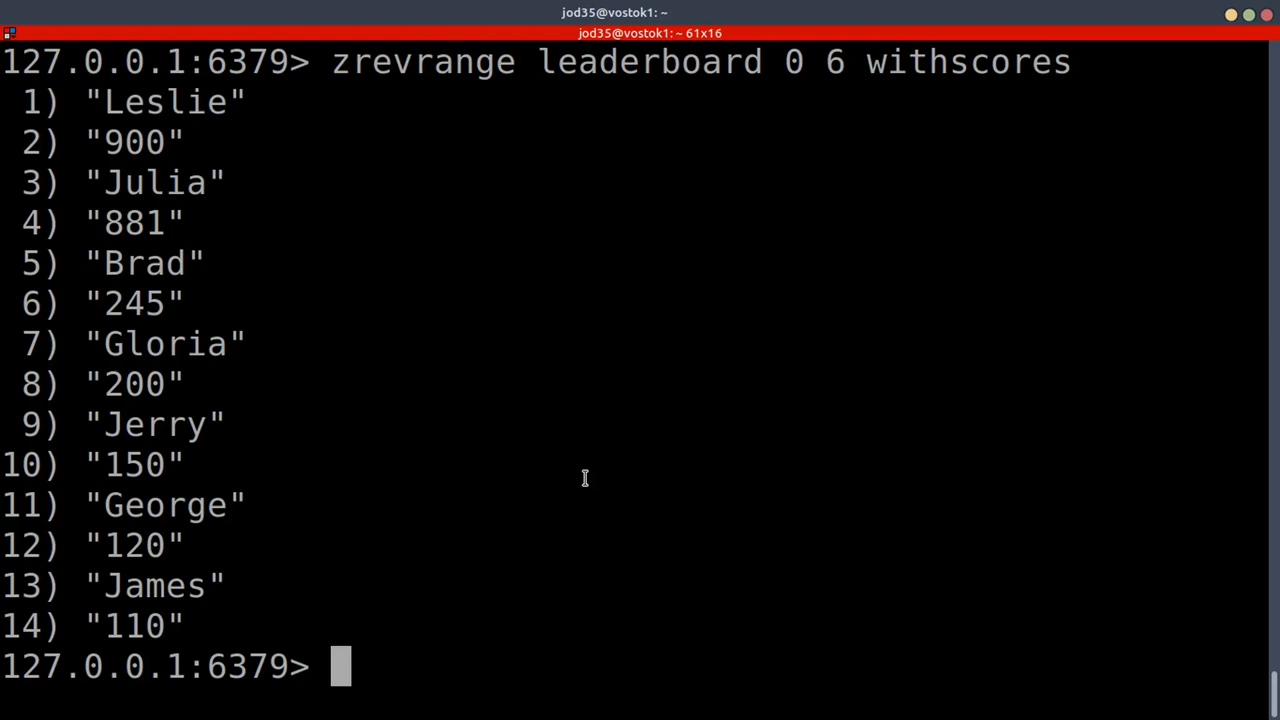 jod35@vostok1: ~
jod35@vostok1: ~ 61x16
127.0.0.1:6379> zrevrange leaderboard 0 6 withscores
1) "Leslie"
2) "900"
3) "Julia"
4) "881"
5) "Brad"
6) "245"
7) "Gloria"
8) "200"
9) "Jerry"
10) "150"
11) "George"
12) "120"
13) "James"
14) "110"
127.0.0.1:6379>